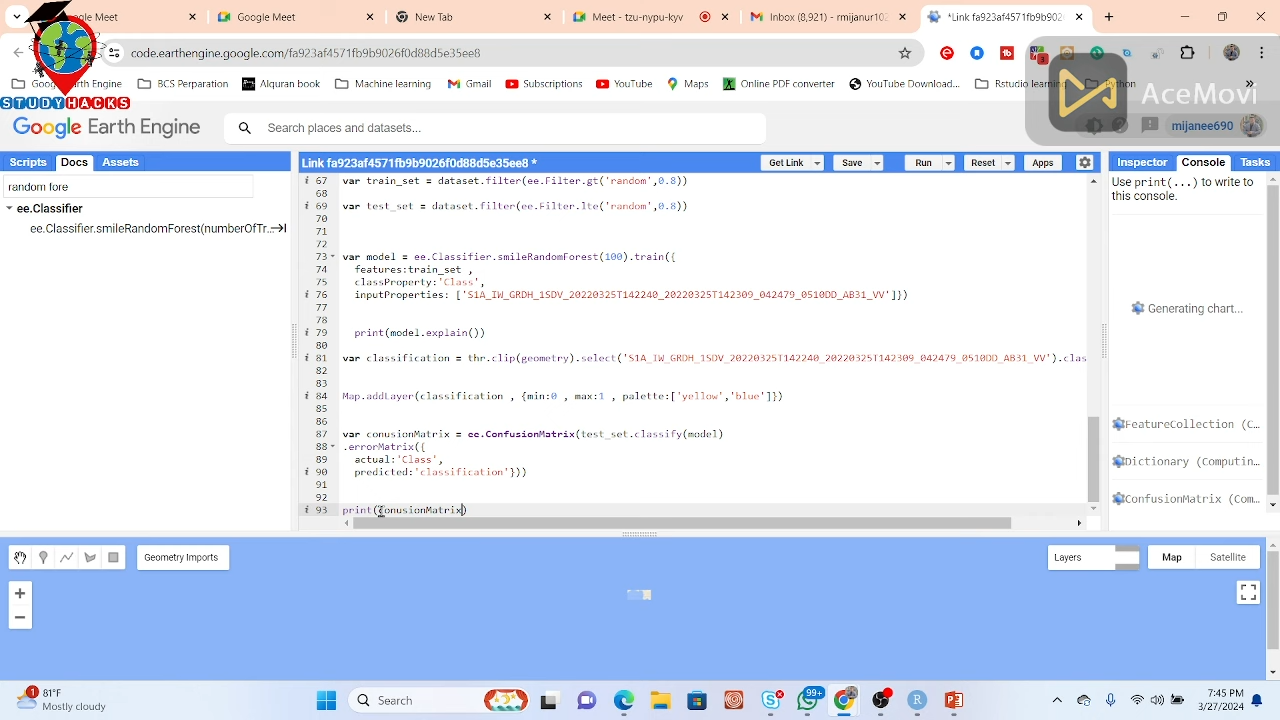 Google Meet
Google Meet
New Tab
Meet - tzu-nypu-kyv
Inbox (8,921) - rmijanur102
*Link fa923af4571fb9b902
code.earthengine.google.com/fa923af4571fb9b9026f0d88d5e35ee8
Google Earth Engine
BCS Perparation
Alquran book
Online Earning
Gmail
Subscriptions
YouTube
Maps
Online PDF converter
YouTube Download...
Rstudio learning
Python
»
STUDYHACKS
AceMovi
Google Earth Engine
Search places and datasets...
mijanee690
Scripts Docs Assets
Link fa923af4571fb9b9026f0d88d5e35ee8 *
Get Link Save Run Reset Apps
Inspector Console Tasks
random fore
ee.Classifier
ee.Classifier.smileRandomForest(numberOfTr...
67 var train_set = dataset.filter(ee.Filter.gt('random',0.8))
68
69 var test_set = dataset.filter(ee.Filter.lte('random',0.8))
70
71
72
73 var model = ee.Classifier.smileRandomForest(100).train({
74 features:train_set ,
75 classProperty:'Class',
76 inputProperties: ['S1A_IW_GRDH_1SDV_20220325T142240_20220325T142309_042479_0510DD_AB31_VV']})
77
78
79 print(model.explain())
80
81 var classification = thr.clip(geometry).select('S1A_IW_GRDH_1SDV_20220325T142240_20220325T142309_042479_0510DD_AB31_VV').clas
83
84 Map.addLayer(classification , {min:0 , max:1 , palette:['yellow','blue']})
85
86
87 var conusionMatrix = ee.ConfusionMatrix(test_set.classify(model)
88 .errorMatrix({
89 actual:'Class',
90 predicted:'classification'}))
91
92
93 print(conusionMatrix)
Use print(...) to write to
this console.
Generating chart...
FeatureCollection (C...
Dictionary (Computin...
ConfusionMatrix (Com...
Geometry Imports
Layers
Map Satellite
+
−
81°F
Mostly cloudy
Search
99+
7:45 PM
3/27/2024